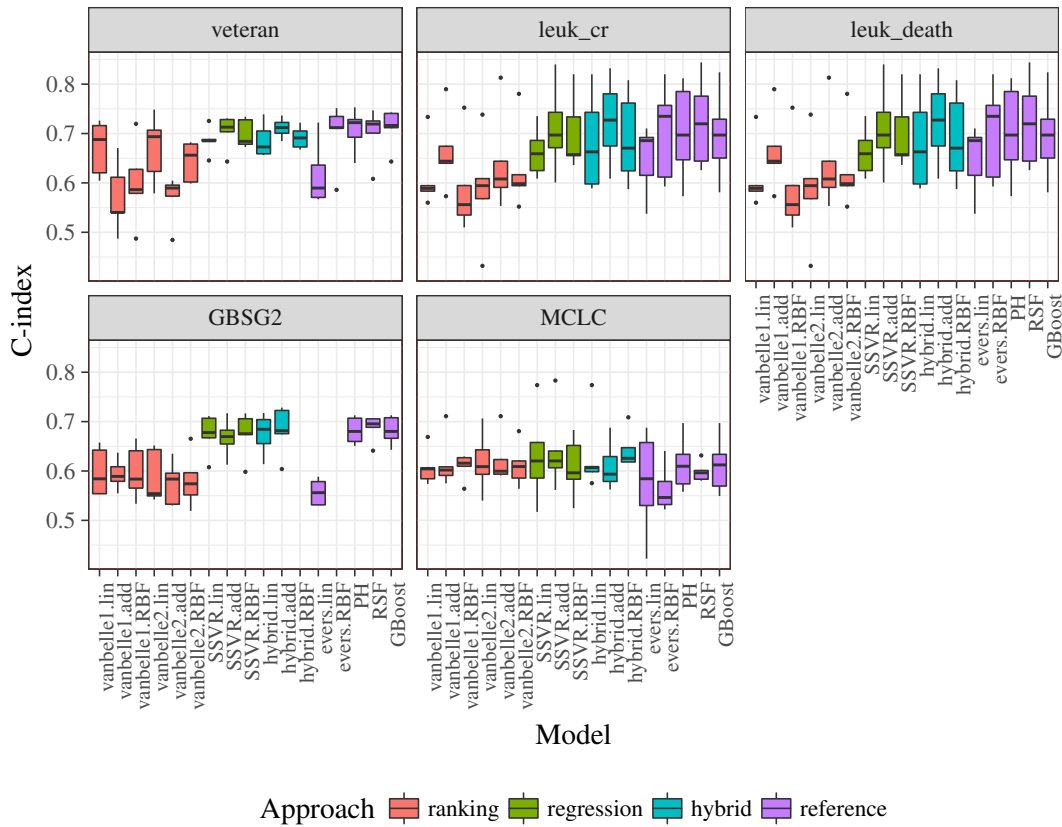 veteran
leuk_cr
leuk_death
0.8
0.7
0.6
0.5
C-index
vanbelle1.lin
vanbelle1.add
vanbelle1.RBF
vanbelle2.lin
vanbelle2.add
vanbelle2.RBF
SSVR.lin
SSVR.add
SSVR.RBF
hybrid.lin
hybrid.add
hybrid.RBF
evers.lin
evers.RBF
PH
RSF
GBoost
GBSG2
MCLC
0.8
0.7
0.6
0.5
vanbelle1.lin
vanbelle1.add
vanbelle1.RBF
vanbelle2.lin
vanbelle2.add
vanbelle2.RBF
SSVR.lin
SSVR.add
SSVR.RBF
hybrid.lin
hybrid.add
hybrid.RBF
evers.lin
evers.RBF
PH
RSF
GBoost
vanbelle1.lin
vanbelle1.add
vanbelle1.RBF
vanbelle2.lin
vanbelle2.add
vanbelle2.RBF
SSVR.lin
SSVR.add
SSVR.RBF
hybrid.lin
hybrid.add
hybrid.RBF
evers.lin
evers.RBF
PH
RSF
GBoost
Model
Approach ranking regression hybrid reference